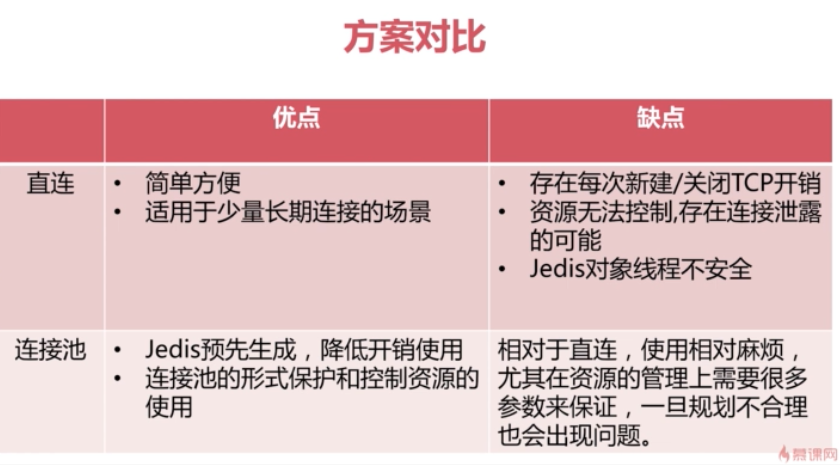 方案对比
优点
缺点
直连
• 简单方便
• 适用于少量长期连接的场景
• 存在每次新建/关闭TCP开销
• 资源无法控制,存在连接泄露
的可能
• Jedis对象线程不安全
连接池
• Jedis预先生成，降低开销使用
• 连接池的形式保护和控制资源的
使用
相对于直连，使用相对麻烦，
尤其在资源的管理上需要很多
参数来保证，一旦规划不合理
也会出现问题。
慕课网